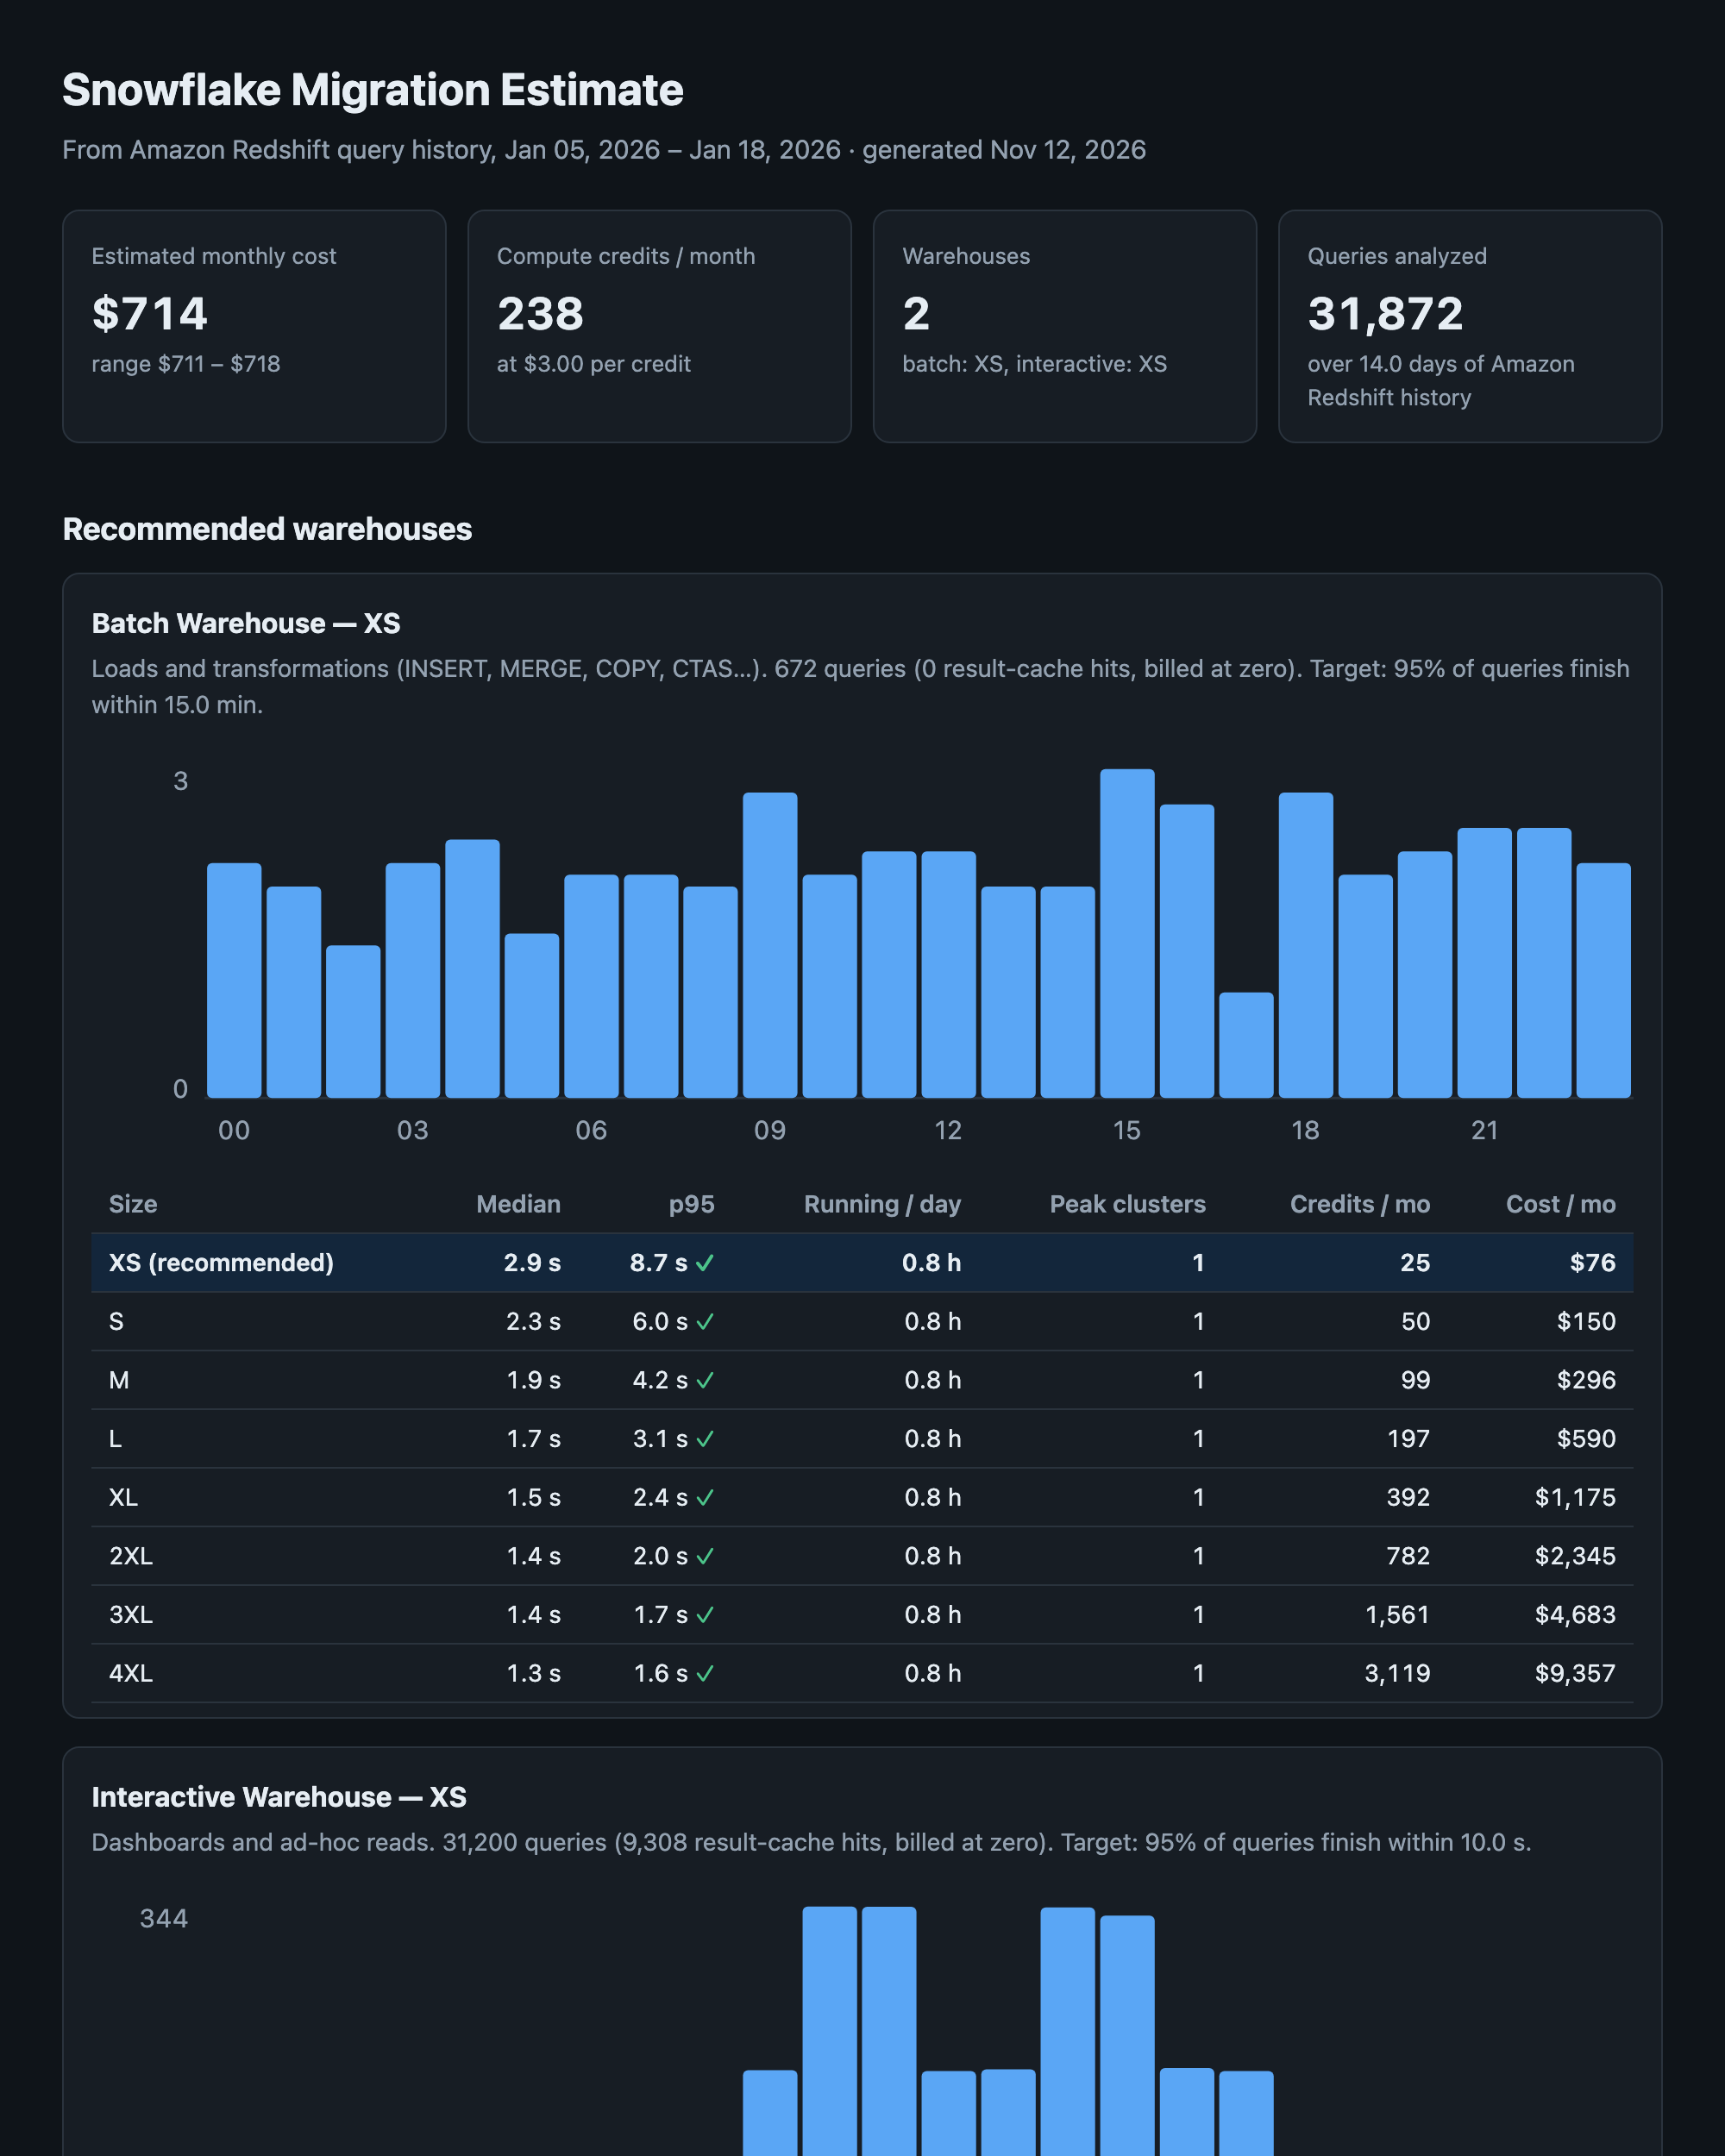 Snowflake Migration Estimate
From Amazon Redshift query history, Jan 05, 2026 – Jan 18, 2026 · generated Nov 12, 2026
Estimated monthly cost
$714
range $711 – $718
Compute credits / month
238
at $3.00 per credit
Warehouses
2
batch: XS, interactive: XS
Queries analyzed
31,872
over 14.0 days of Amazon
Redshift history
Recommended warehouses
Batch Warehouse — XS
Loads and transformations (INSERT, MERGE, COPY, CTAS…). 672 queries (0 result-cache hits, billed at zero). Target: 95% of queries finish
within 15.0 min.
3
0
00 03 06 09 12 15 18 21
Size Median p95 Running / day Peak clusters Credits / mo Cost / mo
XS (recommended) 2.9 s 8.7 s ✓ 0.8 h 1 25 $76
S 2.3 s 6.0 s ✓ 0.8 h 1 50 $150
M 1.9 s 4.2 s ✓ 0.8 h 1 99 $296
L 1.7 s 3.1 s ✓ 0.8 h 1 197 $590
XL 1.5 s 2.4 s ✓ 0.8 h 1 392 $1,175
2XL 1.4 s 2.0 s ✓ 0.8 h 1 782 $2,345
3XL 1.4 s 1.7 s ✓ 0.8 h 1 1,561 $4,683
4XL 1.3 s 1.6 s ✓ 0.8 h 1 3,119 $9,357
Interactive Warehouse — XS
Dashboards and ad-hoc reads. 31,200 queries (9,308 result-cache hits, billed at zero). Target: 95% of queries finish within 10.0 s.
344